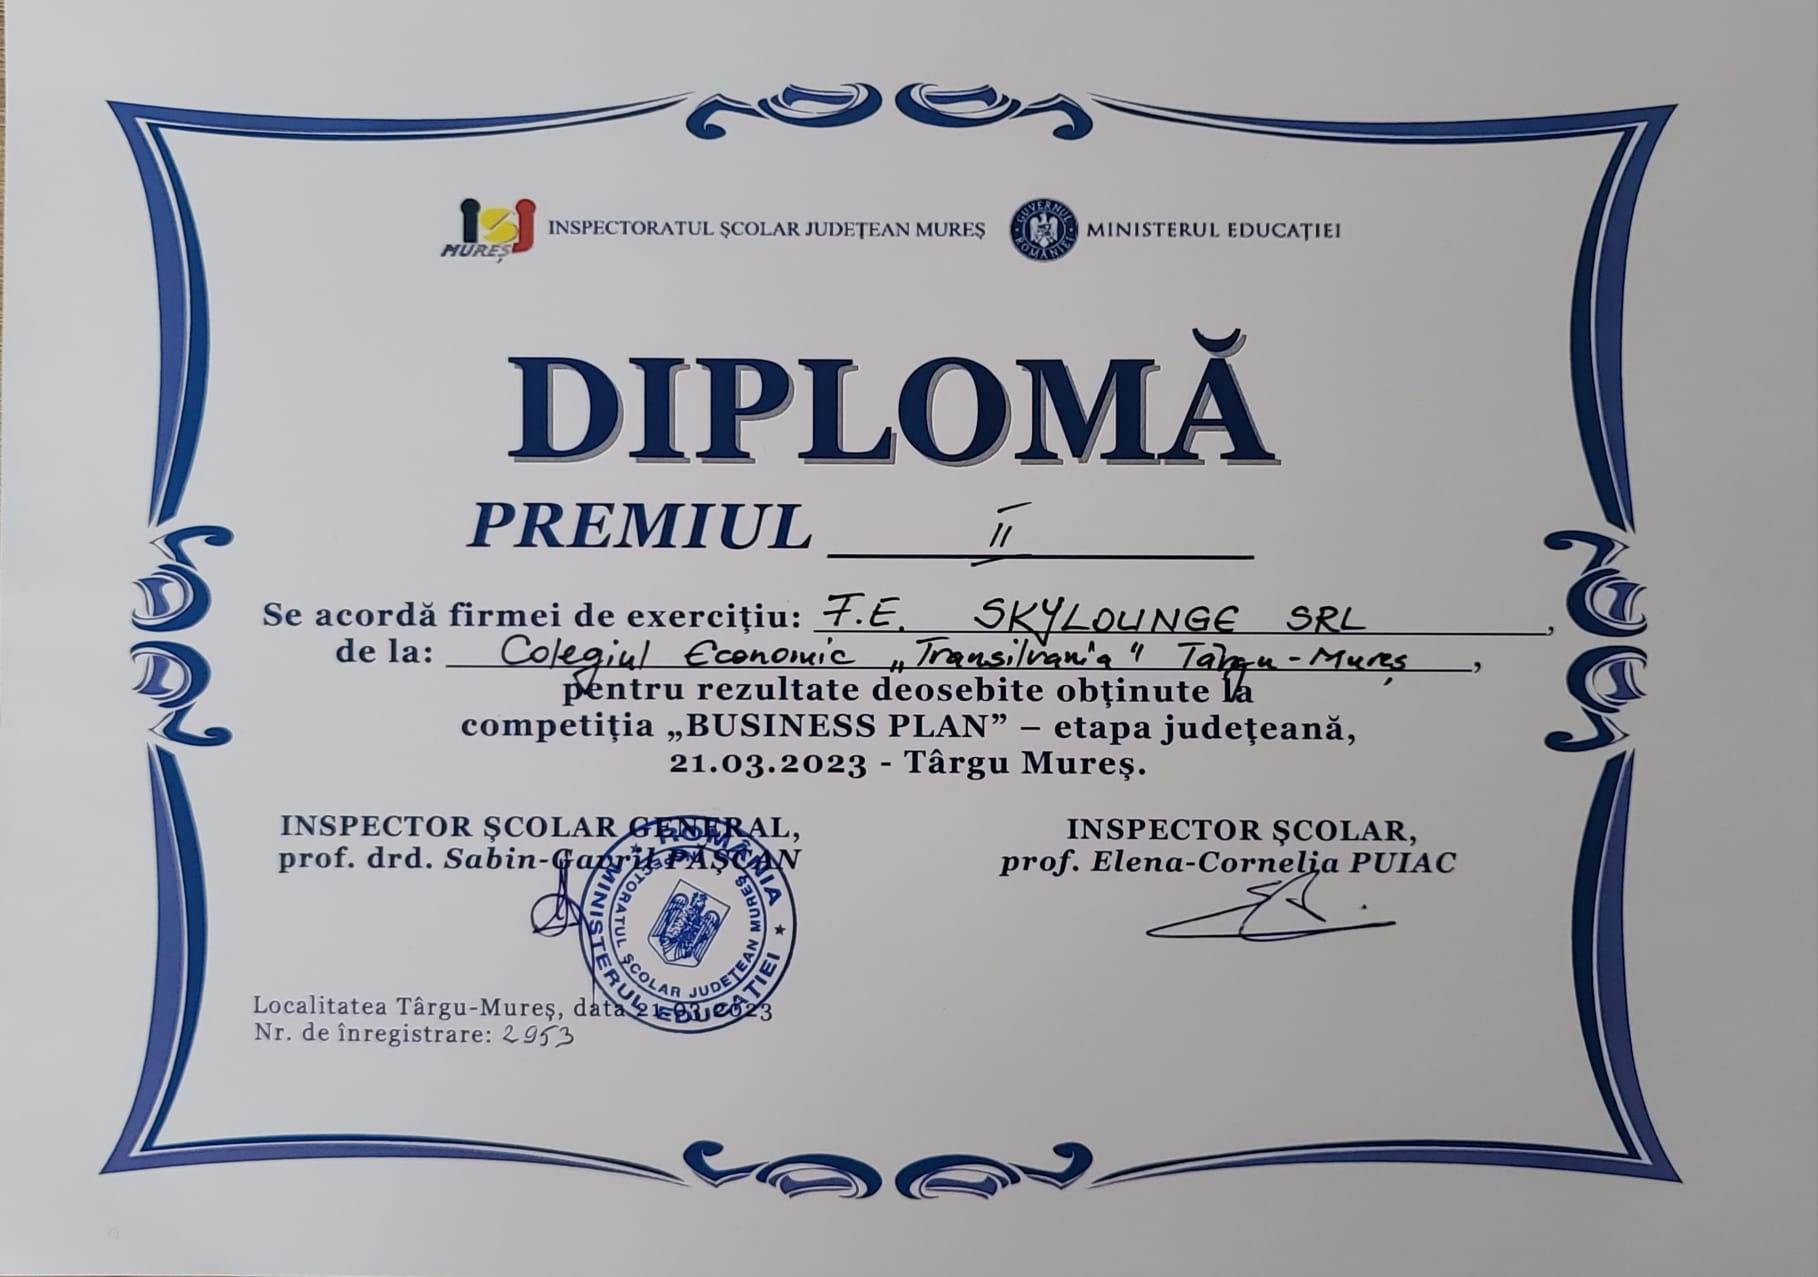 ISJ MUREȘ INSPECTORATUL ȘCOLAR JUDEȚEAN MUREȘ GUVERNUL ROMÂNIEI MINISTERUL EDUCAȚIEI
DIPLOMĂ
PREMIUL II
Se acordă firmei de exercițiu: F.E. SKYLOUNGE SRL,
de la: Colegiul Economic „Transilvania" Târgu-Mureș,
pentru rezultate deosebite obținute la
competiția „BUSINESS PLAN” – etapa județeană,
21.03.2023 - Târgu Mureș.
INSPECTOR ȘCOLAR GENERAL,
prof. drd. Sabin-Gavril PĂȘCAN
INSPECTOR ȘCOLAR,
prof. Elena-Cornelia PUIAC
ROMÂNIA
MINISTERUL EDUCAȚIEI
INSPECTORATUL ȘCOLAR JUDEȚEAN MUREȘ
Localitatea Târgu-Mureș, data 21.03.2023
Nr. de înregistrare: 2953